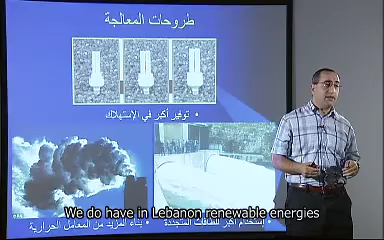 طروحات المعالجة
• توفير أكبر في الإستهلاك
• إستخدام أكبر للطاقات المتجددة
• بناء المزيد من المعامل الحرارية
We do have in Lebanon renewable energies